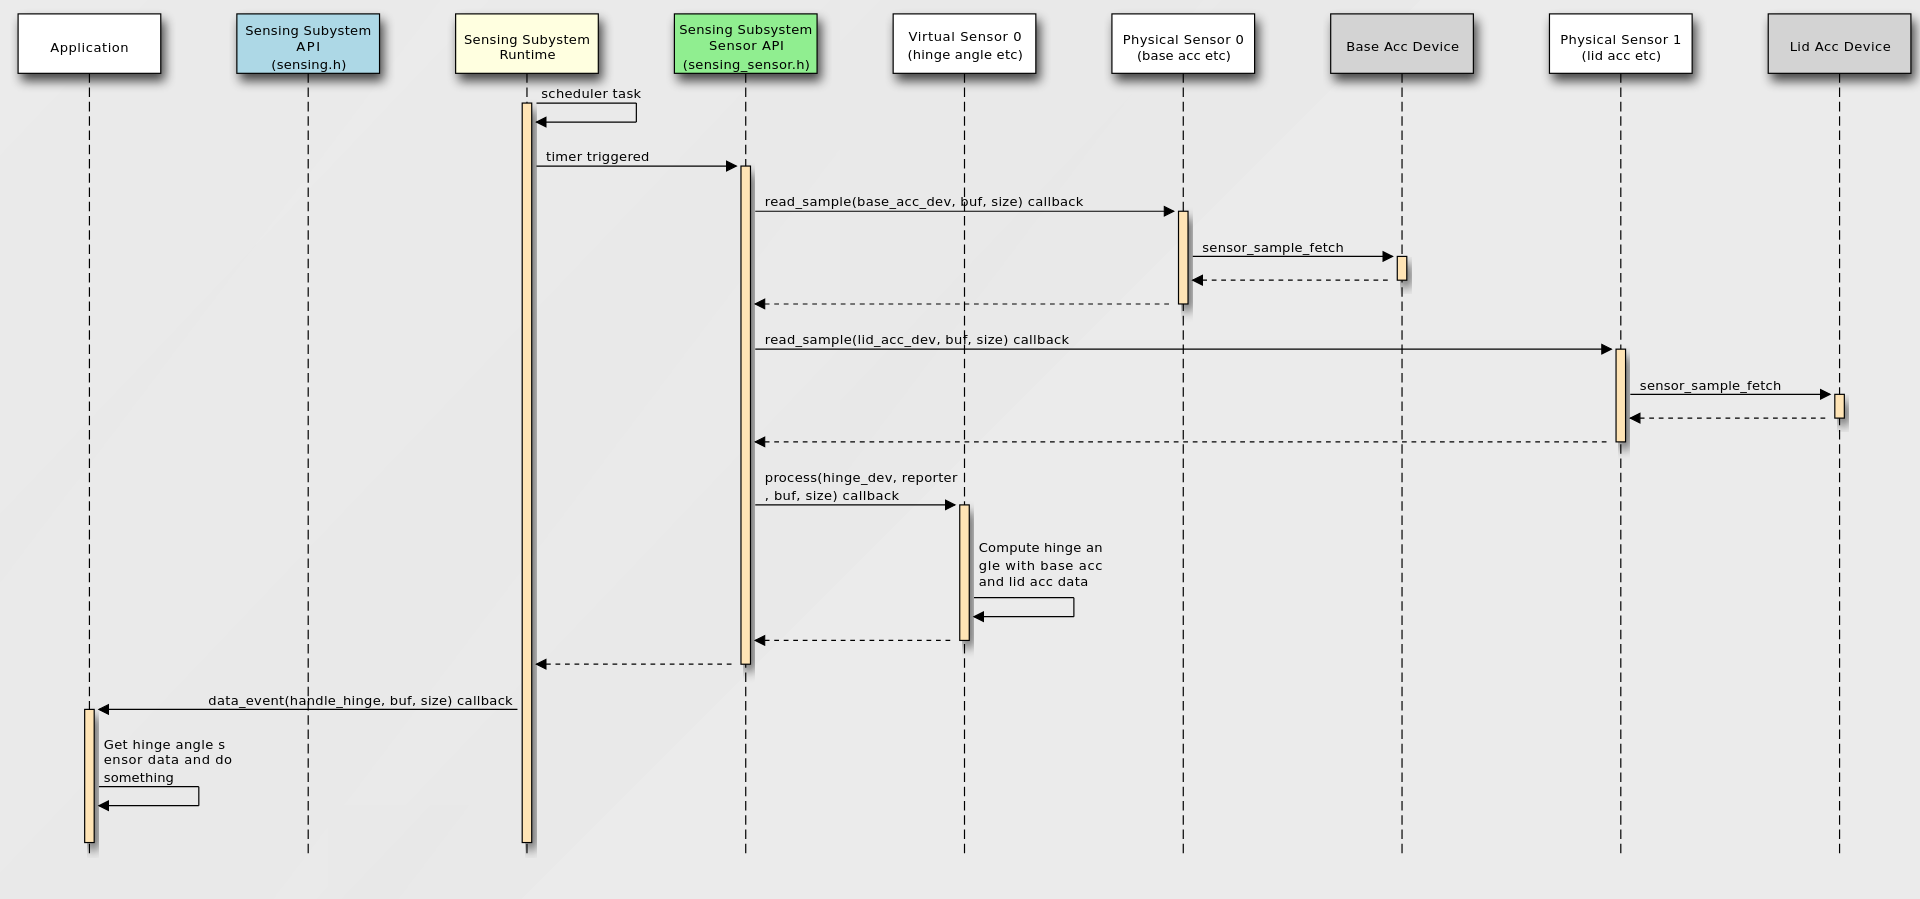 Application
Sensing Subystem
API
(sensing.h)
Sensing Subystem
Runtime
Sensing Subsystem
Sensor API
(sensing_sensor.h)
Virtual Sensor 0
(hinge angle etc)
Physical Sensor 0
(base acc etc)
Base Acc Device
Physical Sensor 1
(lid acc etc)
Lid Acc Device
scheduler task
timer triggered
read_sample(base_acc_dev, buf, size) callback
sensor_sample_fetch
read_sample(lid_acc_dev, buf, size) callback
sensor_sample_fetch
process(hinge_dev, reporter
, buf, size) callback
Compute hinge an
gle with base acc
and lid acc data
data_event(handle_hinge, buf, size) callback
Get hinge angle s
ensor data and do
something